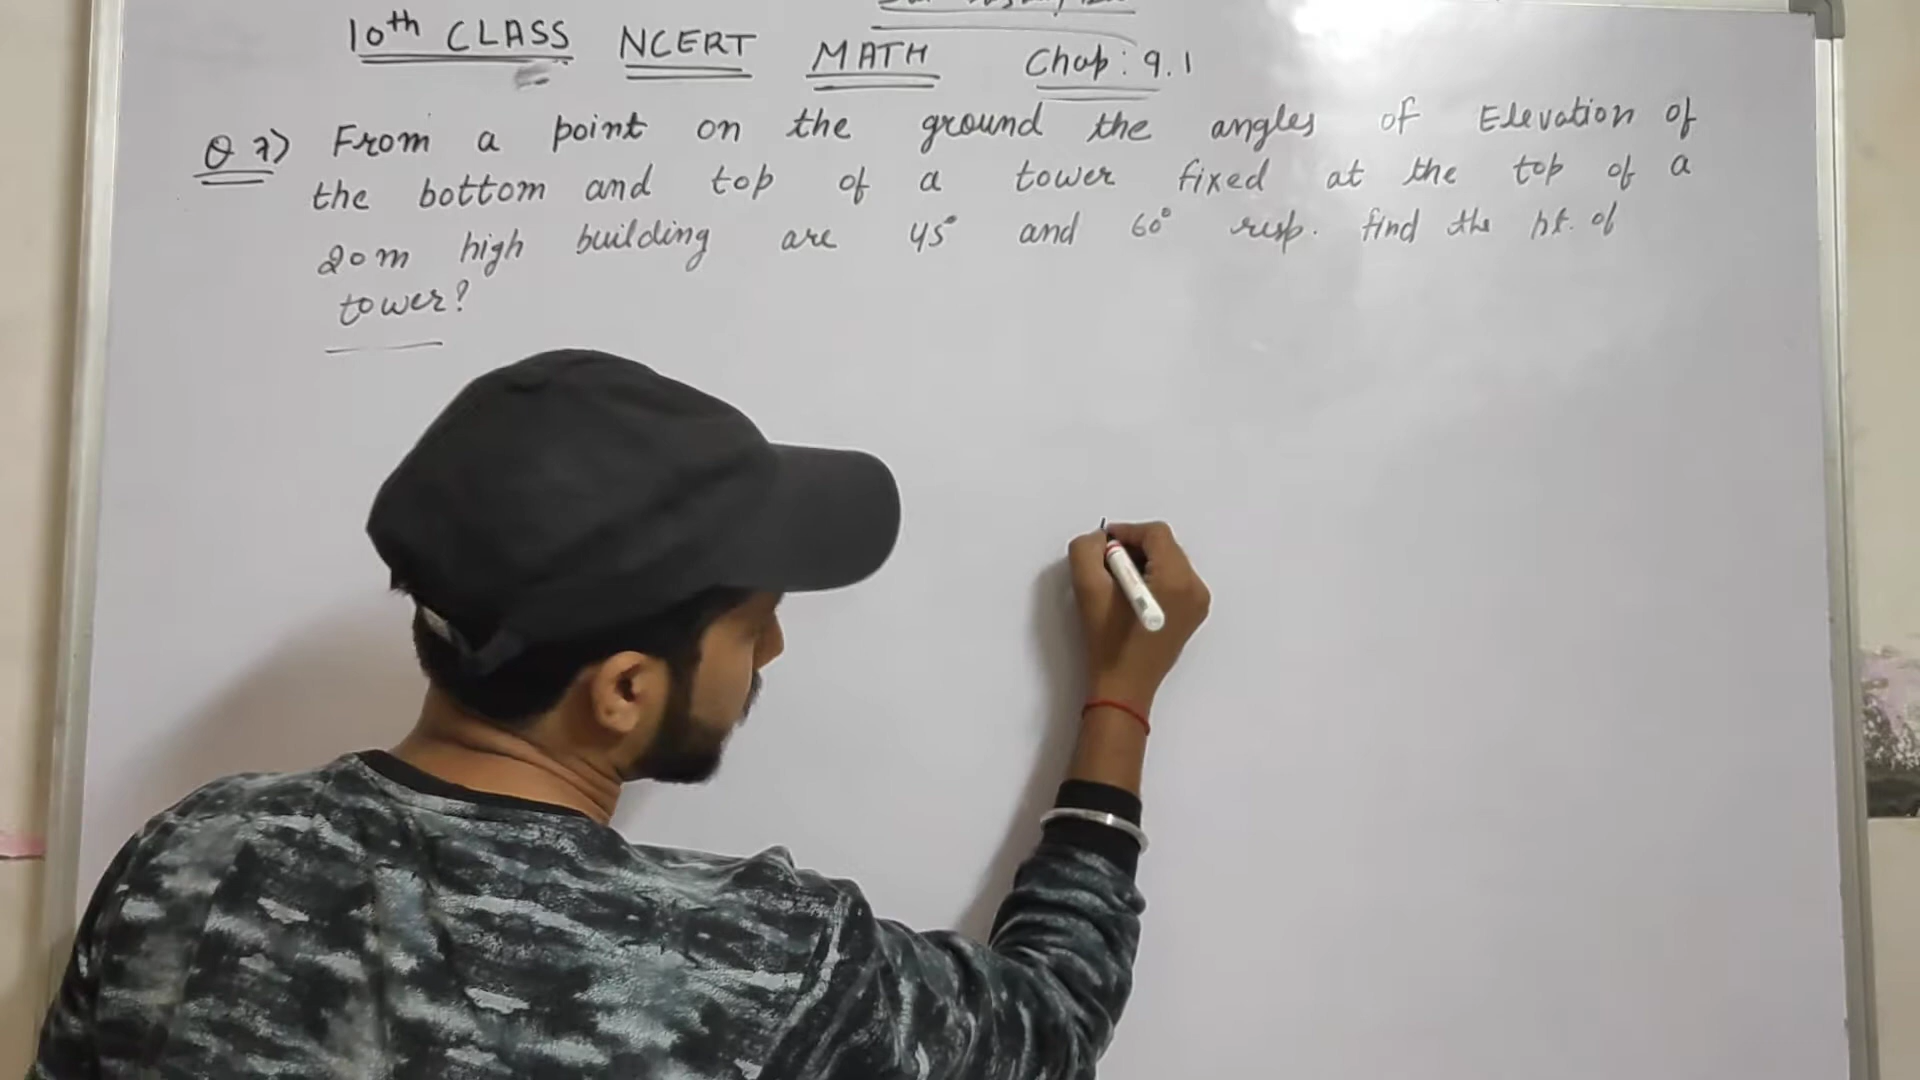 10th CLASS NCERT MATH Chap: 9.1
Q 7) From a point on the ground the angles of Elevation of
the bottom and top of a tower fixed at the top of a
20m high building are 45° and 60° resp. find the ht. of
tower?